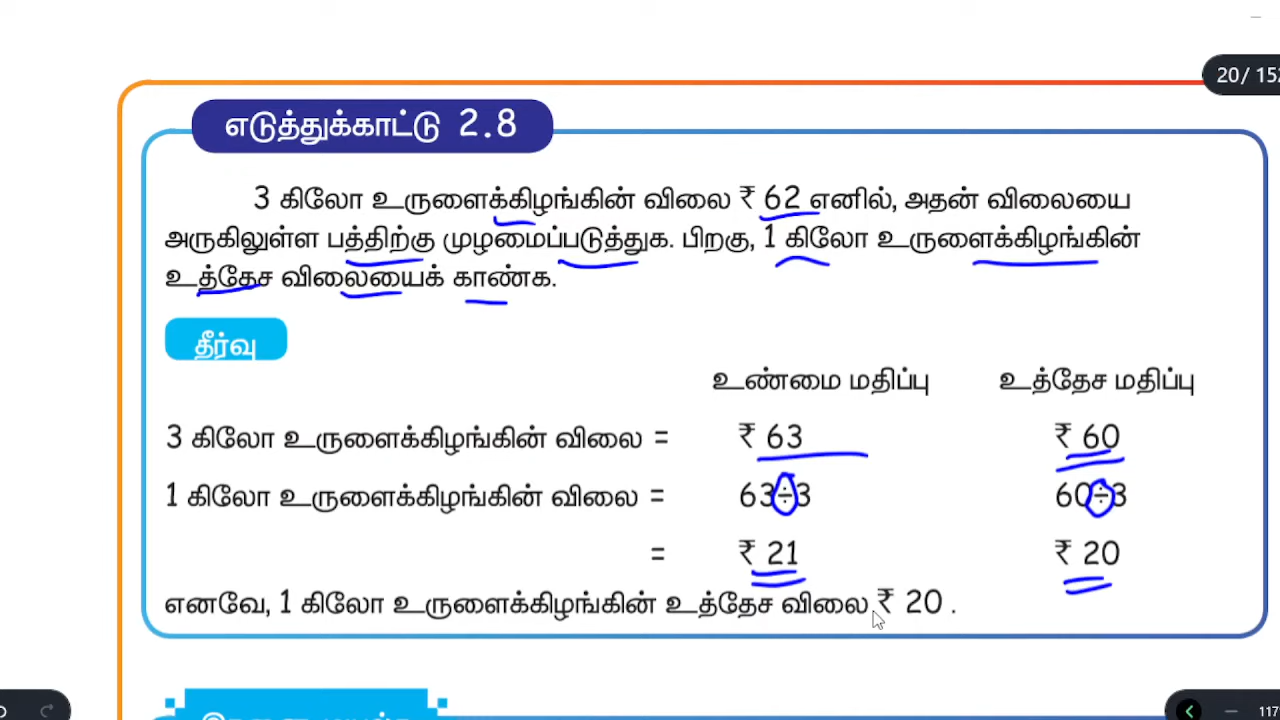 20/ 152
எடுத்துக்காட்டு 2.8
3 கிலோ உருளைக்கிழங்கின் விலை ₹ 62 எனில், அதன் விலையை
அருகிலுள்ள பத்திற்கு முழமைப்படுத்துக. பிறகு, 1 கிலோ உருளைக்கிழங்கின்
உத்தேச விலையைக் காண்க.
தீர்வு
உண்மை மதிப்பு உத்தேச மதிப்பு
3 கிலோ உருளைக்கிழங்கின் விலை = ₹ 63 ₹ 60
1 கிலோ உருளைக்கிழங்கின் விலை = 63÷3 60÷3
= ₹ 21 ₹ 20
எனவே, 1 கிலோ உருளைக்கிழங்கின் உத்தேச விலை ₹ 20 .